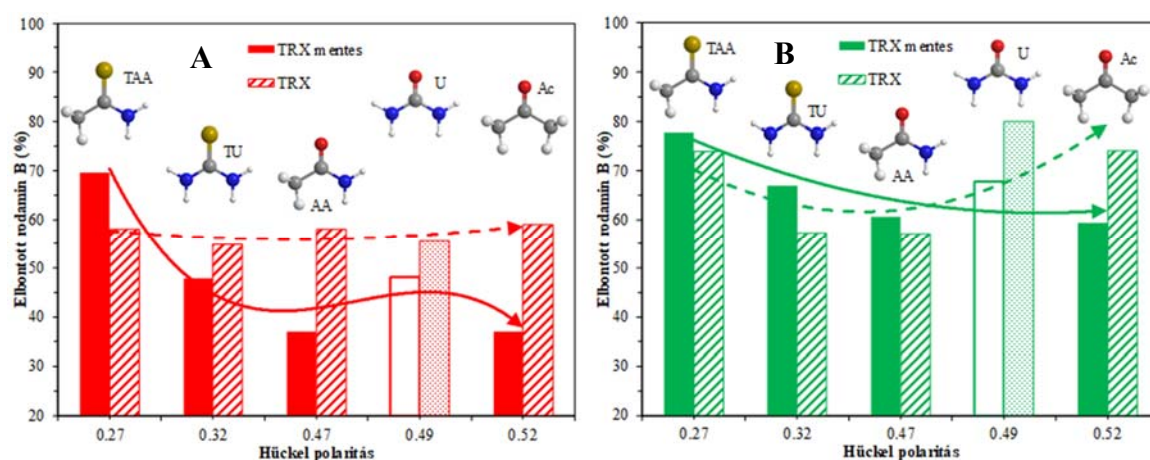 A
TRX mentes
TRX
TAA
TU
AA
U
Ac
Elbontott rodamin B (%)
100
90
80
70
60
50
40
30
20
0.27 0.32 0.47 0.49 0.52
Hückel polaritás
B
TRX mentes
TRX
TAA
TU
AA
U
Ac
Elbontott rodamin B (%)
100
90
80
70
60
50
40
30
20
0.27 0.32 0.47 0.49 0.52
Hückel polaritás